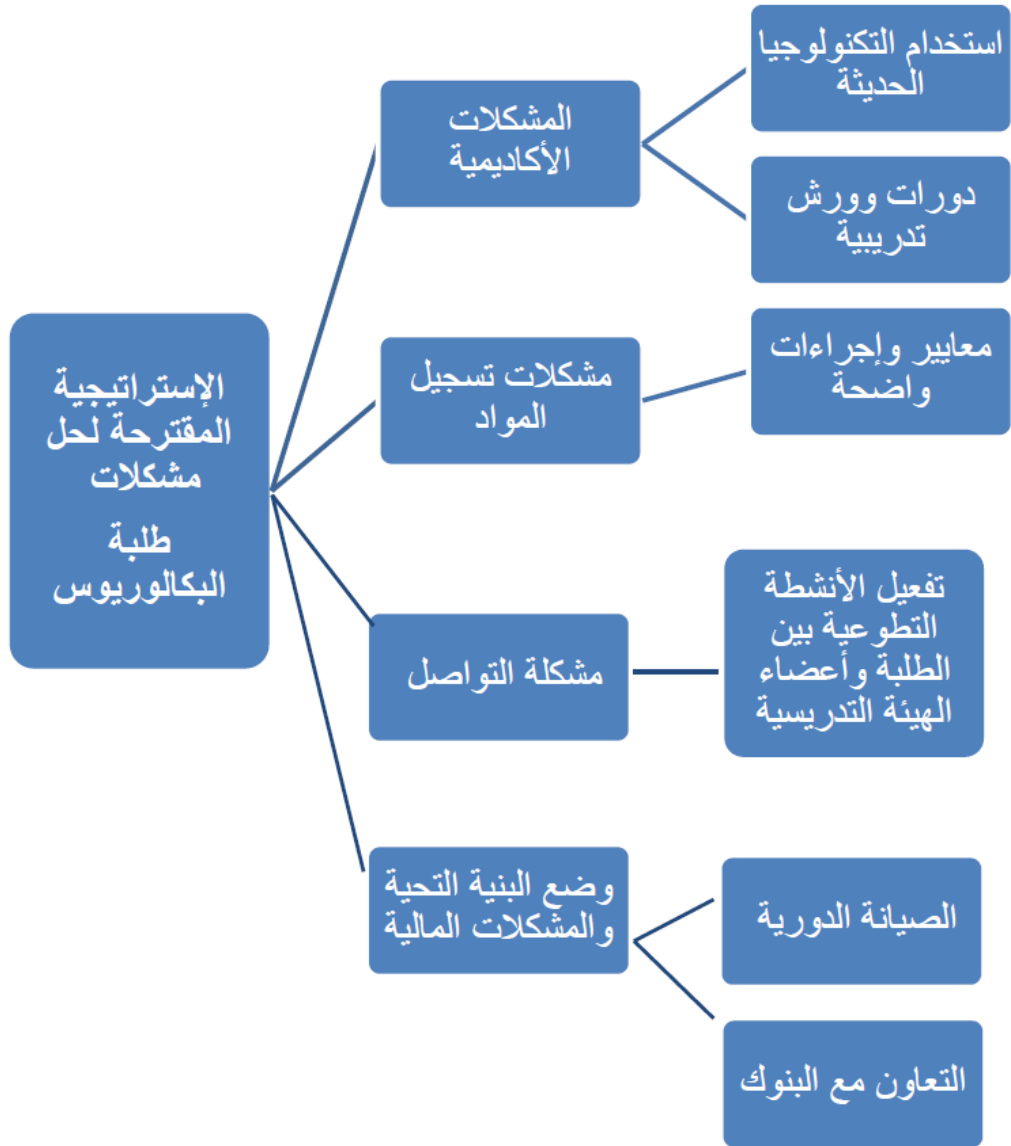 الإستراتيجية
المقترحة لحل
مشكلات
طلبة
البكالوريوس
المشكلات
الأكاديمية
استخدام التكنولوجيا
الحديثة
دورات وورش
تدريبية
مشكلات تسجيل
المواد
معايير وإجراءات
واضحة
مشكلة التواصل
تفعيل الأنشطة
التطوعية بين
الطلبة وأعضاء
الهيئة التدريسية
وضع البنية التحية
والمشكلات المالية
الصيانة الدورية
التعاون مع البنوك